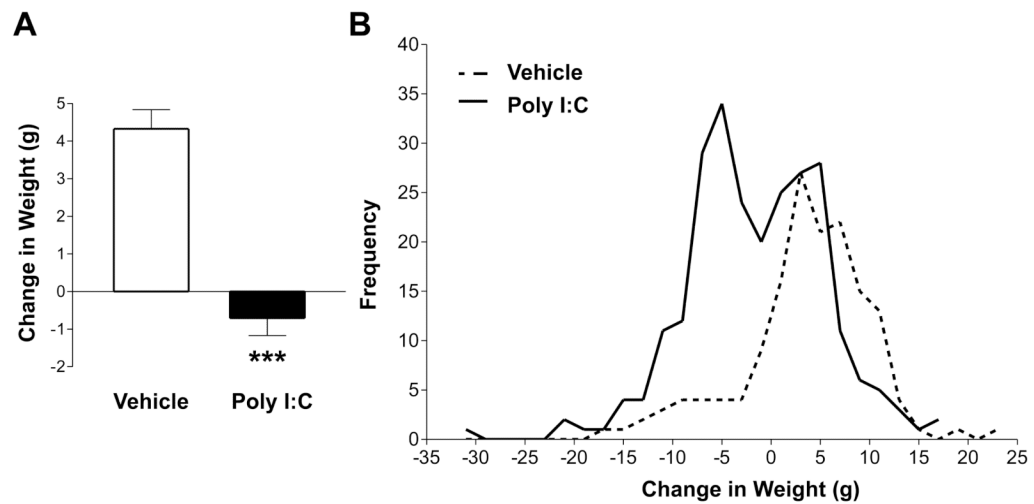 A
Change in Weight (g)
5
4
3
2
1
0
-1
-2
***
Vehicle Poly I:C
B
Vehicle
Poly I:C
Frequency
40
35
30
25
20
15
10
5
0
-35 -30 -25 -20 -15 -10 -5 0 5 10 15 20 25
Change in Weight (g)